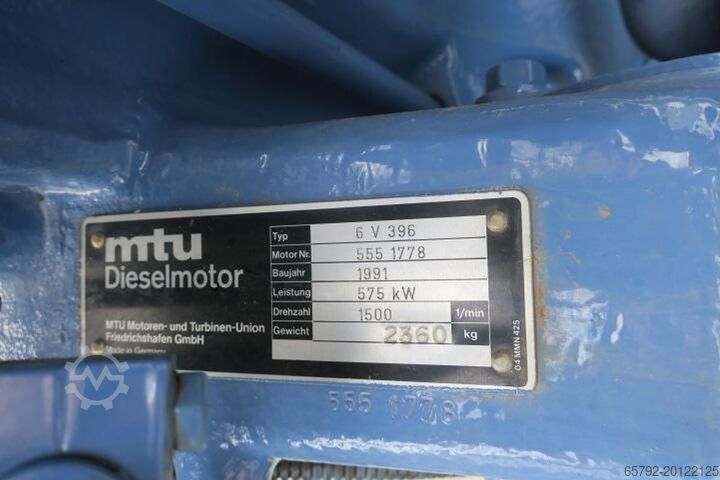 mtu
Dieselmotor
MTU Motoren- und Turbinen-Union
Friedrichshafen GmbH
Made in Germany
Typ 6 V 396
Motor Nr. 555 1778
Baujahr 1991
Leistung 575 kW
Drehzahl 1500 1/min
Gewicht 2360 kg
04 MMN 425
555 1778
65792-20122125